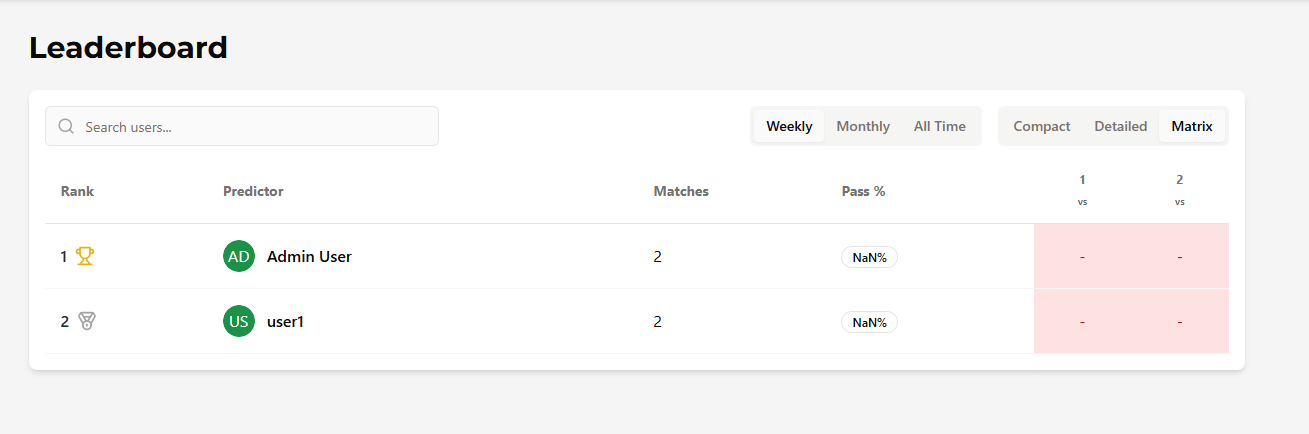 Leaderboard
Search users...
Weekly Monthly All Time Compact Detailed Matrix
Rank Predictor Matches Pass % 1 vs 2 vs
1 AD Admin User 2 NaN% - -
2 US user1 2 NaN% - -